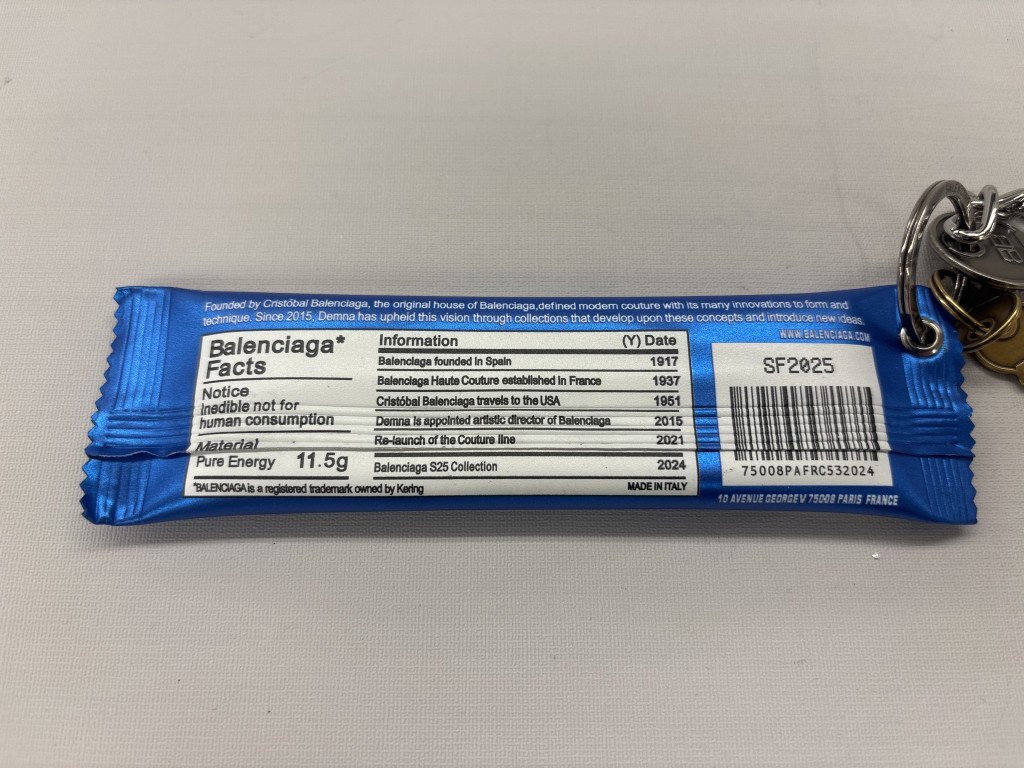 Founded by Cristóbal Balenciaga, the original house of Balenciaga,defined modern couture with its many innovations to form and
technique. Since 2015, Demna has upheld this vision through collections that develop upon these concepts and introduce new ideas.
WWW.BALENCIAGA.COM
Balenciaga*
Facts
Notice
Inedible not for
human consumption
Material
Pure Energy 11.5g
Information (Y) Date
Balenciaga founded in Spain 1917
Balenciaga Haute Couture established in France 1937
Cristóbal Balenciaga travels to the USA 1951
Demna is appointed artistic director of Balenciaga 2015
Re-launch of the Couture line 2021
Balenciaga S25 Collection 2024
*BALENCIAGA is a registered trademark owned by Kering MADE IN ITALY
SF2025
75008PAFRC532024
10 AVENUE GEORGE V 75008 PARIS FRANCE